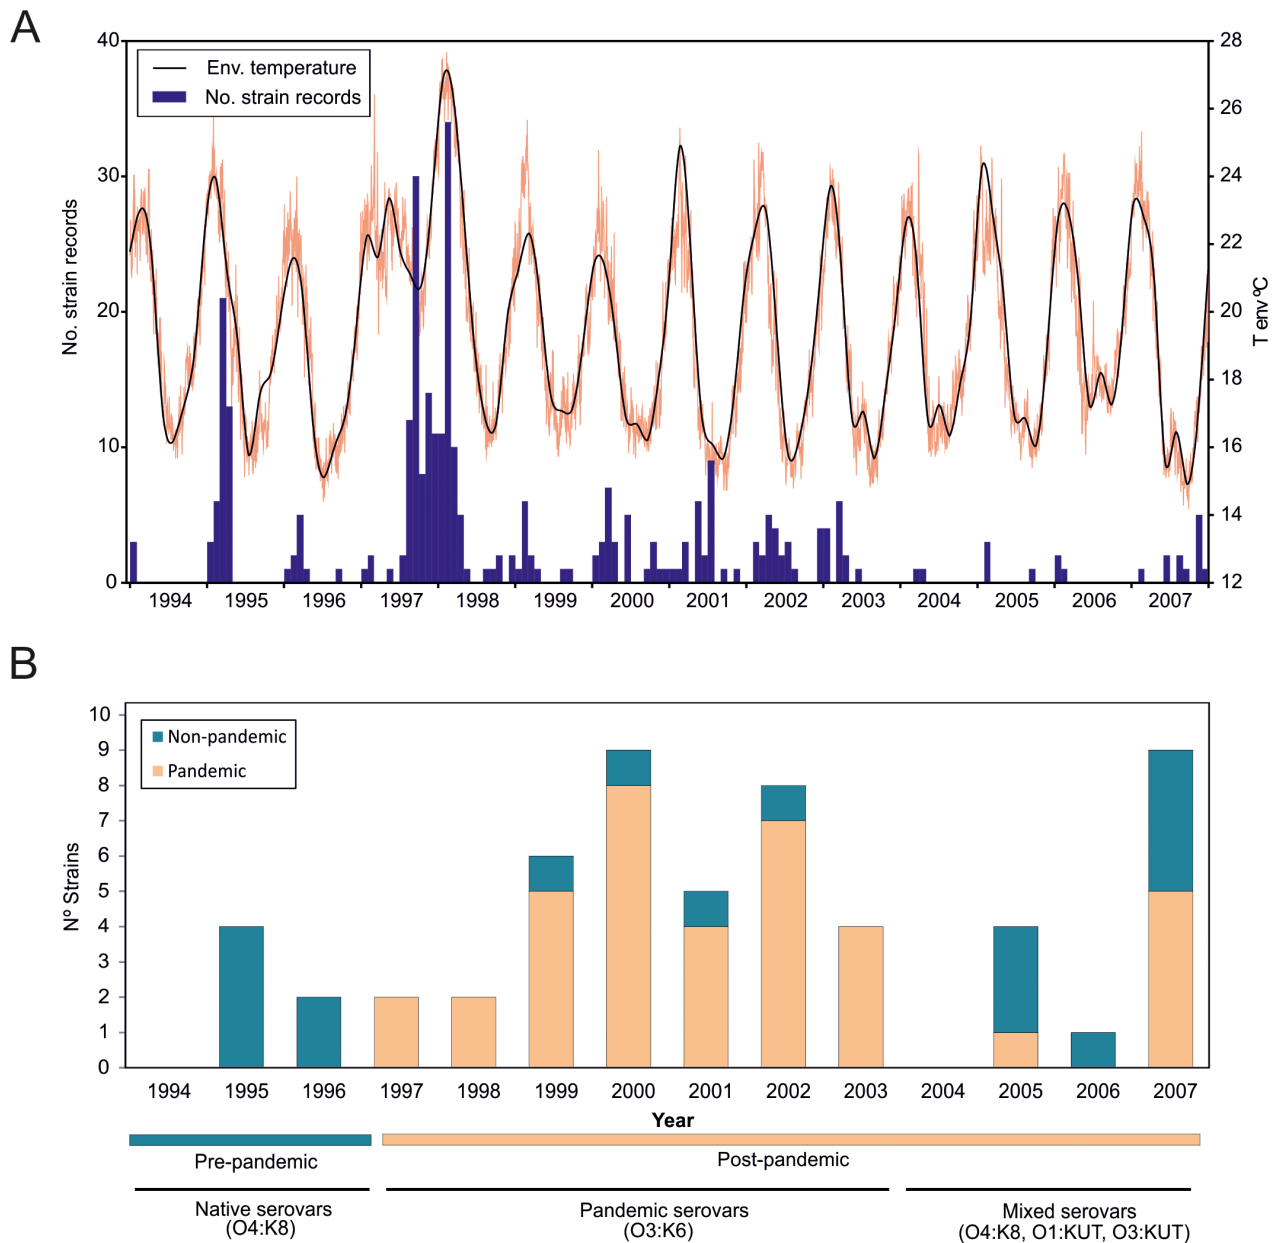 A
40
30
20
10
0
No. strain records
Env. temperature
No. strain records
28
26
24
22
20
18
16
14
12
T env ºC
1994 1995 1996 1997 1998 1999 2000 2001 2002 2003 2004 2005 2006 2007
B
10
9
8
7
6
5
4
3
2
1
0
Nº Strains
Non-pandemic
Pandemic
1994 1995 1996 1997 1998 1999 2000 2001 2002 2003 2004 2005 2006 2007
Year
Pre-pandemic
Post-pandemic
Native serovars
(O4:K8)
Pandemic serovars
(O3:K6)
Mixed serovars
(O4:K8, O1:KUT, O3:KUT)